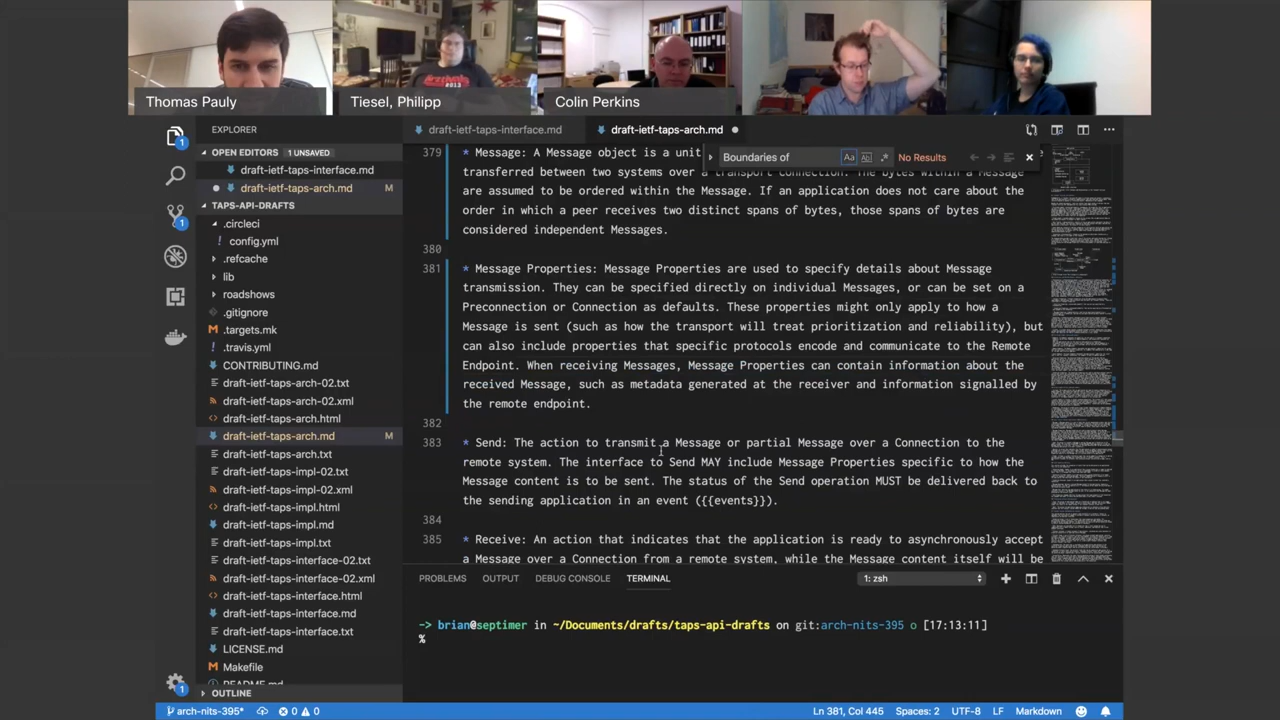 Thomas Pauly
Tiesel, Philipp
Colin Perkins
EXPLORER
OPEN EDITORS 1 UNSAVED
draft-ietf-taps-interface.md
draft-ietf-taps-arch.md M
TAPS-API-DRAFTS
.circleci
! config.yml
.refcache
lib
roadshows
.gitignore
.targets.mk
.travis.yml
CONTRIBUTING.md
draft-ietf-taps-arch-02.txt
draft-ietf-taps-arch-02.xml
draft-ietf-taps-arch.html
draft-ietf-taps-arch.md M
draft-ietf-taps-arch.txt
draft-ietf-taps-impl-02.txt
draft-ietf-taps-impl-02.xml
draft-ietf-taps-impl.html
draft-ietf-taps-impl.md
draft-ietf-taps-impl.txt
draft-ietf-taps-interface-02
draft-ietf-taps-interface-02.xml
draft-ietf-taps-interface.html
draft-ietf-taps-interface.md
draft-ietf-taps-interface.txt
LICENSE.md
Makefile
README.md
OUTLINE
draft-ietf-taps-interface.md draft-ietf-taps-arch.md
Boundaries of Aa Abl .* No Results
379 * Message: A Message object is a unit
transferred between two systems over a transport connection. The bytes within a Message
are assumed to be ordered within the Message. If an application does not care about the
order in which a peer receives two distinct spans of bytes, those spans of bytes are
considered independent Messages.
380
381 * Message Properties: Message Properties are used to specify details about Message
transmission. They can be specified directly on individual Messages, or can be set on a
Preconnection or Connection as defaults. These properties might only apply to how a
Message is sent (such as how the transport will treat prioritization and reliability), but
can also include properties that specific protocols encode and communicate to the Remote
Endpoint. When receiving Messages, Message Properties can contain information about the
received Message, such as metadata generated at the receiver and information signalled by
the remote endpoint.
382
383 * Send: The action to transmit a Message or partial Message over a Connection to the
remote system. The interface to Send MAY include Message Properties specific to how the
Message content is to be sent. The status of the Send operation MUST be delivered back to
the sending application in an event ({{events}}).
384
385 * Receive: An action that indicates that the application is ready to asynchronously accept
a Message over a Connection from a remote system, while the Message content itself will be
PROBLEMS OUTPUT DEBUG CONSOLE TERMINAL 1: zsh
-> brian@septimer in ~/Documents/drafts/taps-api-drafts on git:arch-nits-395 o [17:13:11]
%
arch-nits-395* 0 0 Ln 381, Col 445 Spaces: 2 UTF-8 LF Markdown